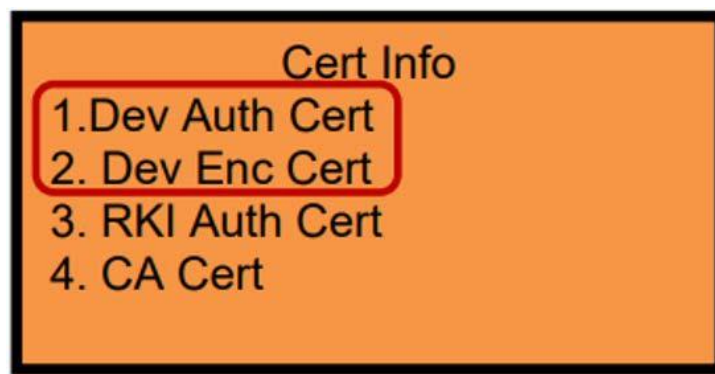 Cert Info
1.Dev Auth Cert
2. Dev Enc Cert
3. RKI Auth Cert
4. CA Cert